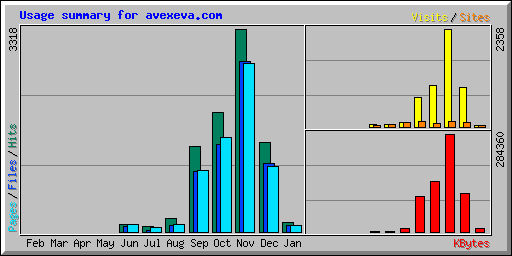 Usage summary for avexeva.com
Visits/Sites
3318
2358
Pages/Files/Hits
284360
Feb Mar Apr May Jun Jul Aug Sep Oct Nov Dec Jan
KBytes